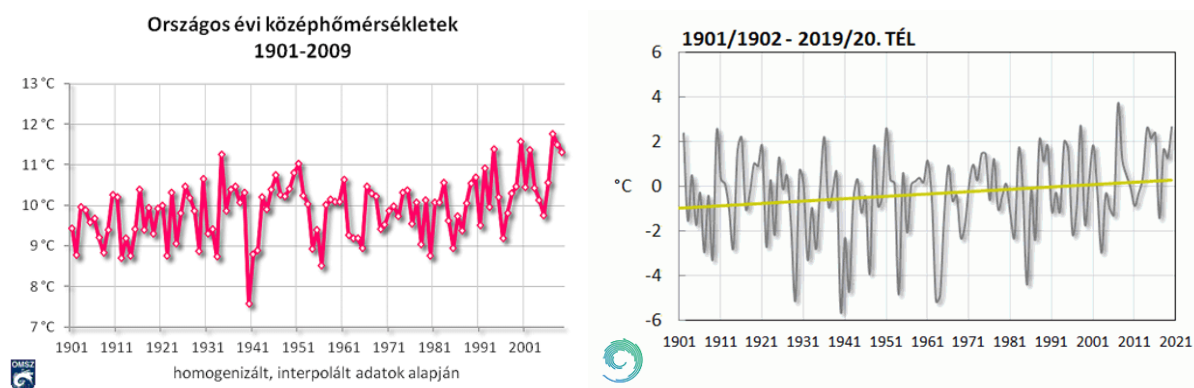 Országos évi középhőmérsékletek
1901-2009
13 °C
12 °C
11 °C
10 °C
9 °C
8 °C
7 °C
1901 1911 1921 1931 1941 1951 1961 1971 1981 1991 2001
homogenizált, interpolált adatok alapján
OMSZ
1901/1902 - 2019/20. TÉL
6
4
2
°C
0
-2
-4
-6
1901 1911 1921 1931 1941 1951 1961 1971 1981 1991 2001 2011 2021